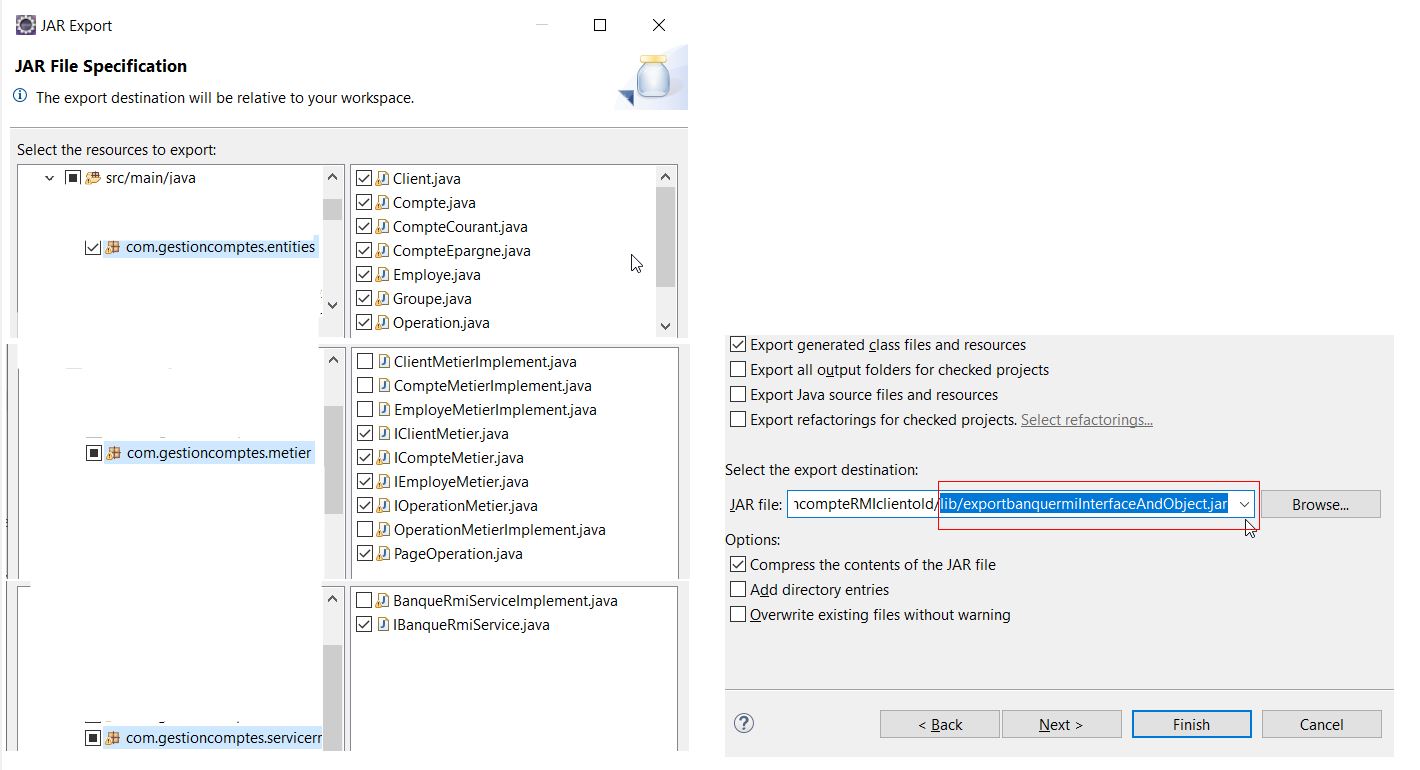 JAR Export
JAR File Specification
The export destination will be relative to your workspace.
Select the resources to export:
src/main/java
com.gestioncomptes.entities
Client.java
Compte.java
CompteCourant.java
CompteEpargne.java
Employe.java
Groupe.java
Operation.java
com.gestioncomptes.metier
ClientMetierImplement.java
CompteMetierImplement.java
EmployeMetierImplement.java
IClientMetier.java
ICompteMetier.java
IEmployeMetier.java
IOperationMetier.java
OperationMetierImplement.java
PageOperation.java
com.gestioncomptes.servicerr
BanqueRmiServiceImplement.java
IBanqueRmiService.java
Export generated class files and resources
Export all output folders for checked projects
Export Java source files and resources
Export refactorings for checked projects. Select refactorings...
Select the export destination:
JAR file: ncompteRMIclientold/lib/exportbanquermiInterfaceAndObject.jar Browse...
Options:
Compress the contents of the JAR file
Add directory entries
Overwrite existing files without warning
? < Back Next > Finish Cancel